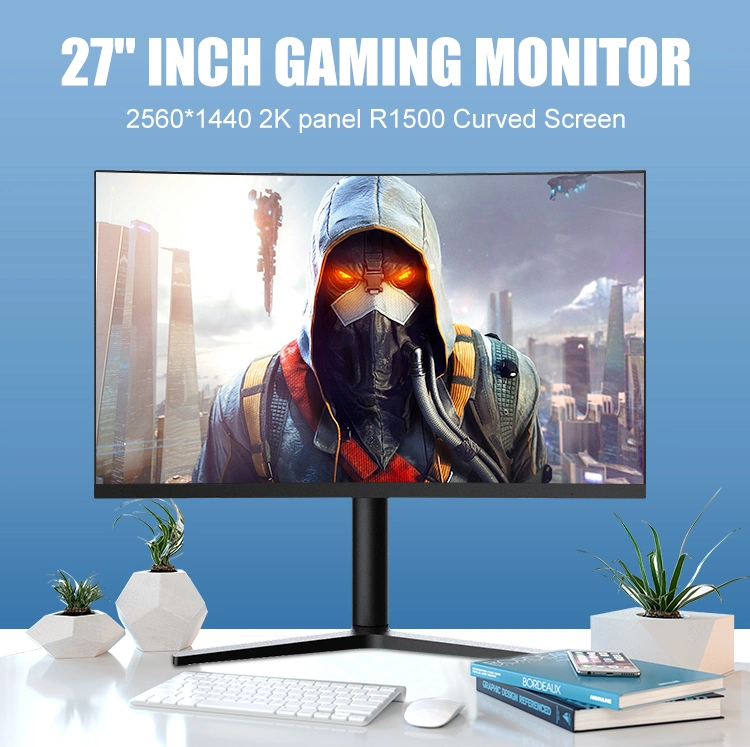 27" INCH GAMING MONITOR
2560*1440 2K panel R1500 Curved Screen
BORDEAUX
GRAPHIC DESIGN REFERENCED